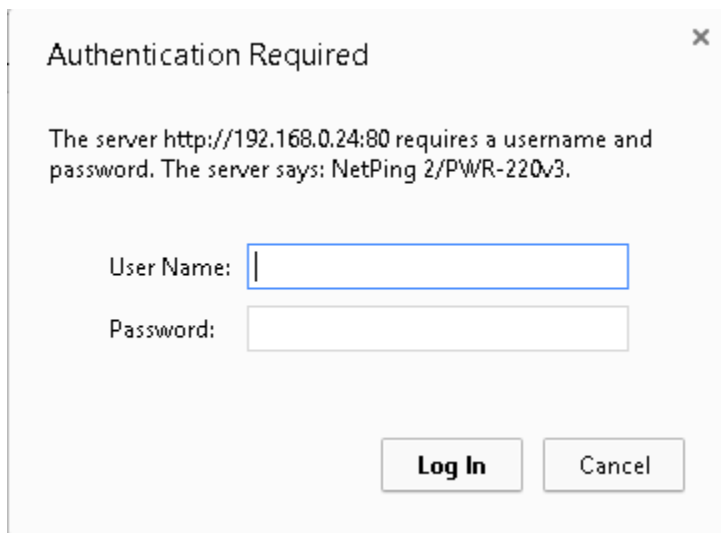 Authentication Required
The server http://192.168.0.24:80 requires a username and
password. The server says: NetPing 2/PWR-220v3.
User Name:
Password:
Log In Cancel